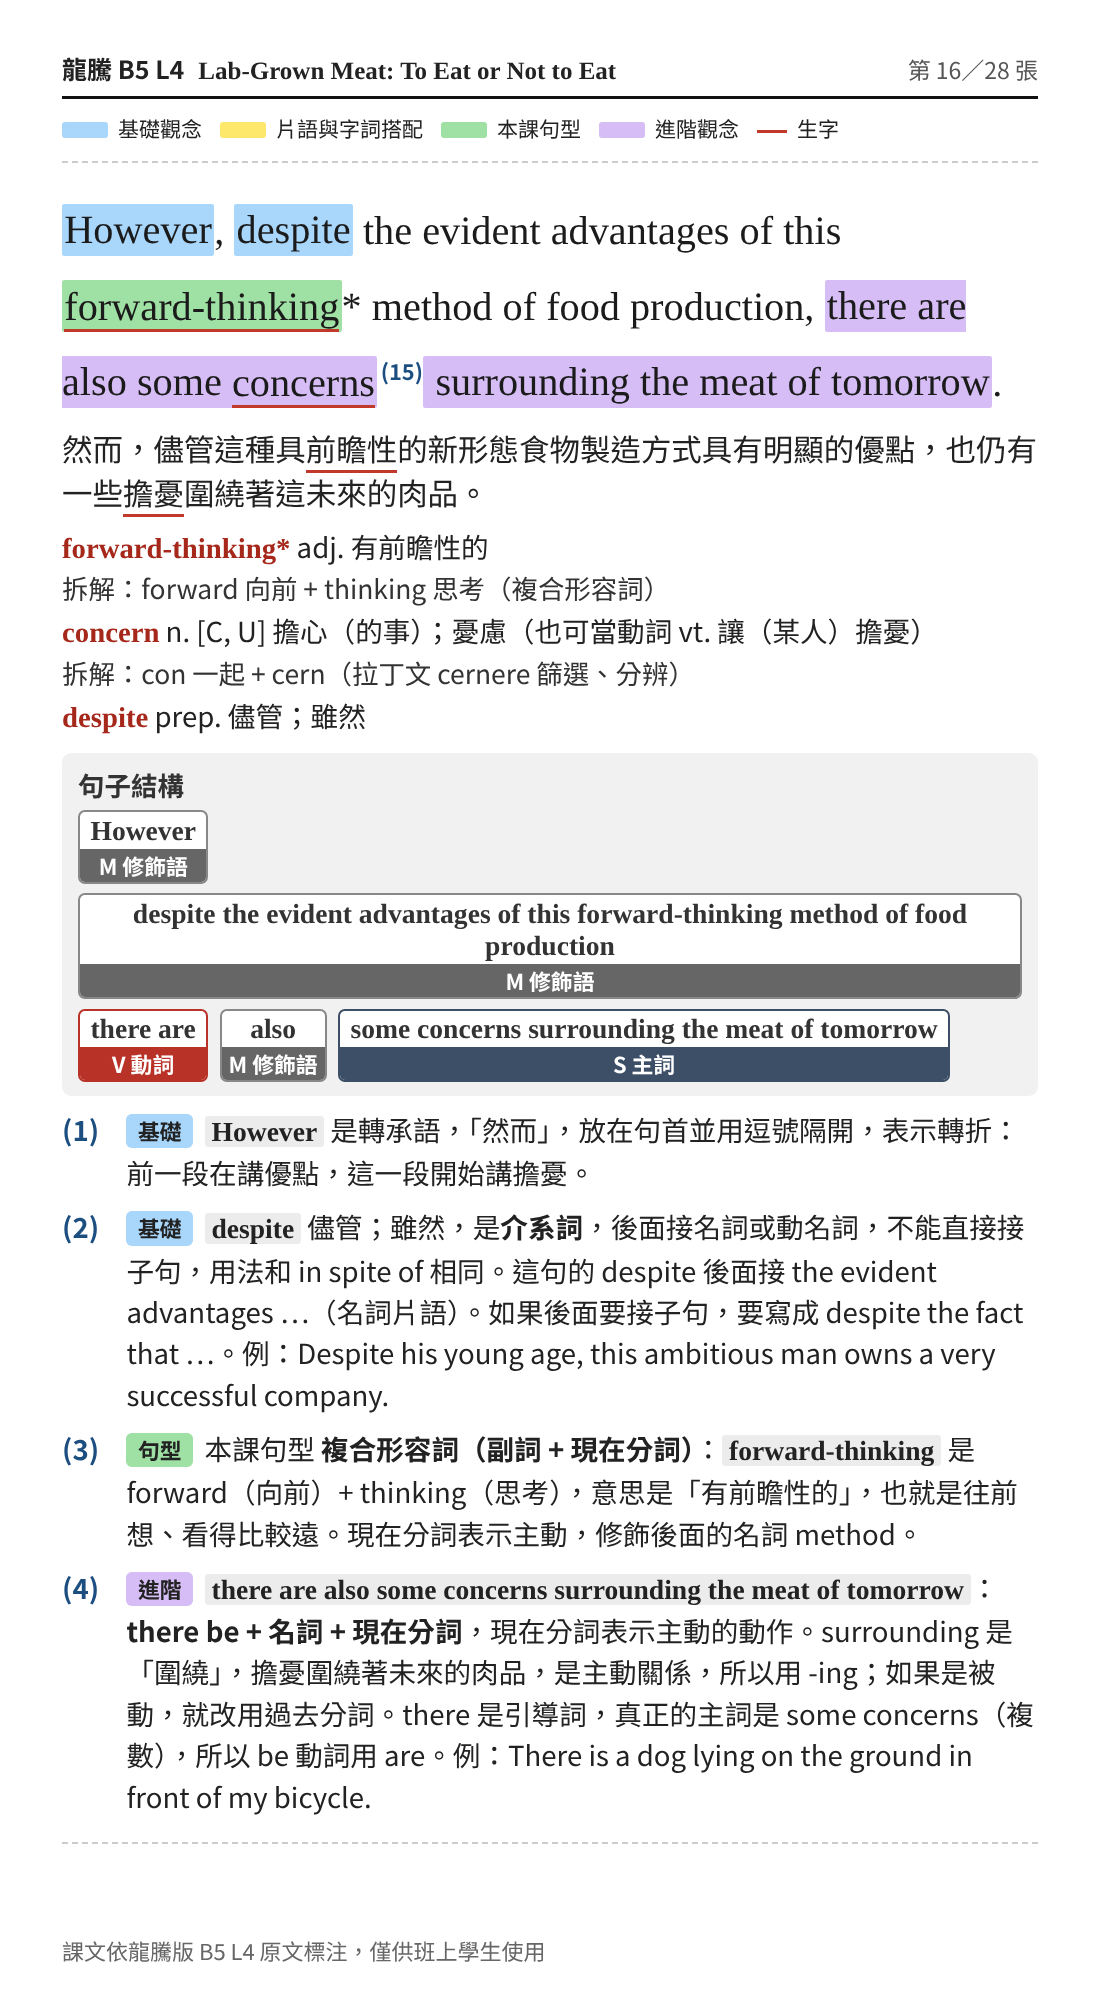 龍騰 B5 L4 Lab-Grown Meat: To Eat or Not to Eat 第 16／28 張
基礎觀念 片語與字詞搭配 本課句型 進階觀念 生字
However, despite the evident advantages of this
forward-thinking* method of food production, there are
also some concerns (15) surrounding the meat of tomorrow.
然而，儘管這種具前瞻性的新形態食物製造方式具有明顯的優點，也仍有
一些擔憂圍繞著這未來的肉品。
forward-thinking* adj. 有前瞻性的
拆解：forward 向前 + thinking 思考（複合形容詞）
concern n. [C, U] 擔心（的事）；憂慮（也可當動詞 vt. 讓（某人）擔憂）
拆解：con 一起 + cern（拉丁文 cernere 篩選、分辨）
despite prep. 儘管；雖然
句子結構
However
M 修飾語
despite the evident advantages of this forward-thinking method of food
production
M 修飾語
there are also some concerns surrounding the meat of tomorrow
V 動詞 M 修飾語 S 主詞
(1) 基礎 However 是轉承語，「然而」，放在句首並用逗號隔開，表示轉折：
前一段在講優點，這一段開始講擔憂。
(2) 基礎 despite 儘管；雖然，是介系詞，後面接名詞或動名詞，不能直接接
子句，用法和 in spite of 相同。這句的 despite 後面接 the evident
advantages …（名詞片語）。如果後面要接子句，要寫成 despite the fact
that …。例：Despite his young age, this ambitious man owns a very
successful company.
(3) 句型 本課句型 複合形容詞（副詞 + 現在分詞）：forward-thinking 是
forward（向前）+ thinking（思考），意思是「有前瞻性的」，也就是往前
想、看得比較遠。現在分詞表示主動，修飾後面的名詞 method。
(4) 進階 there are also some concerns surrounding the meat of tomorrow：
there be + 名詞 + 現在分詞，現在分詞表示主動的動作。surrounding 是
「圍繞」，擔憂圍繞著未來的肉品，是主動關係，所以用 -ing；如果是被
動，就改用過去分詞。there 是引導詞，真正的主詞是 some concerns（複
數），所以 be 動詞用 are。例：There is a dog lying on the ground in
front of my bicycle.
課文依龍騰版 B5 L4 原文標注，僅供班上學生使用